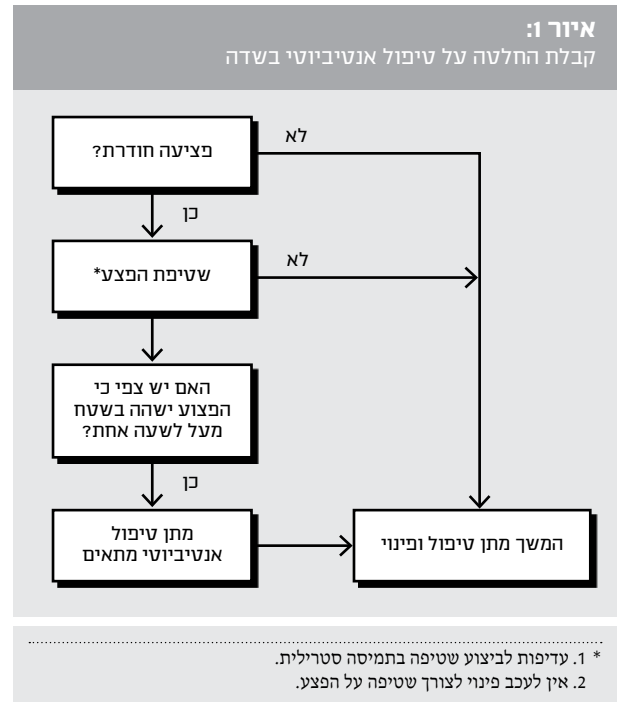 איור 1:
קבלת החלטה על טיפול אנטיביוטי בשדה
פציעה חודרת?
לא
כן
שטיפת הפצע*
לא
האם יש צפי כי
הפצוע ישהה בשטח
מעל לשעה אחת?
כן
מתן טיפול
אנטיביוטי מתאים
המשך מתן טיפול ופינוי
* 1. עדיפות לביצוע שטיפה בתמיסה סטרילית.
2. אין לעכב פינוי לצורך שטיפה על הפצע.